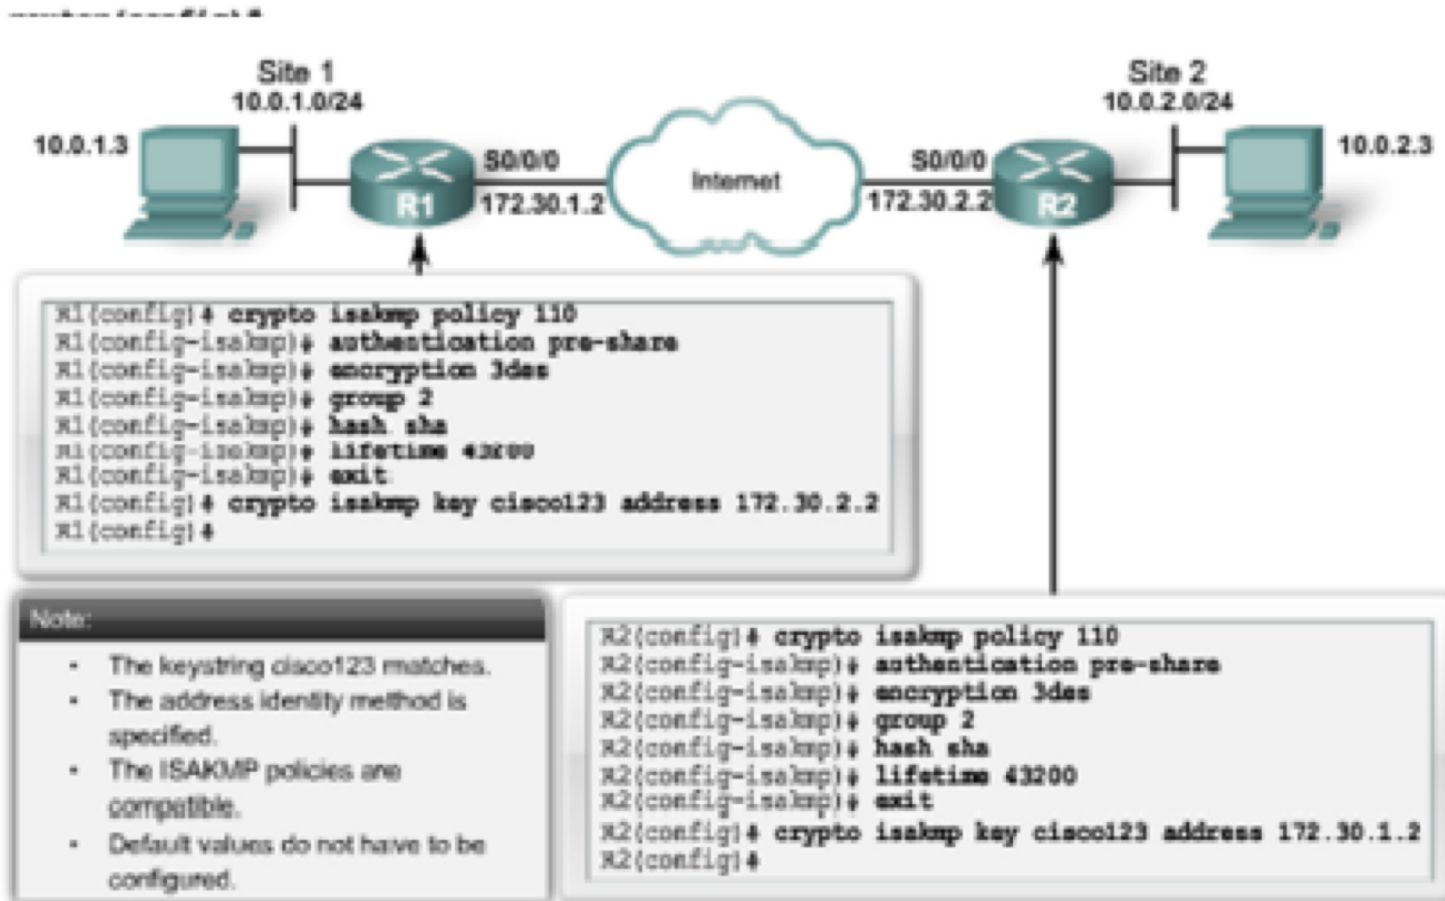 router(config)#
Site 1
10.0.1.0/24
10.0.1.3
S0/0/0
R1
172.30.1.2
Internet
Site 2
10.0.2.0/24
10.0.2.3
S0/0/0
172.30.2.2
R2
R1(config)# crypto isakmp policy 110
R1(config-isakmp)# authentication pre-share
R1(config-isakmp)# encryption 3des
R1(config-isakmp)# group 2
R1(config-isakmp)# hash sha
R1(config-isakmp)# lifetime 43200
R1(config-isakmp)# exit
R1(config)# crypto isakmp key cisco123 address 172.30.2.2
R1(config)#
Note:
• The keystring cisco123 matches.
• The address identity method is
specified.
• The ISAKMP policies are
compatible.
• Default values do not have to be
configured.
R2(config)# crypto isakmp policy 110
R2(config-isakmp)# authentication pre-share
R2(config-isakmp)# encryption 3des
R2(config-isakmp)# group 2
R2(config-isakmp)# hash sha
R2(config-isakmp)# lifetime 43200
R2(config-isakmp)# exit
R2(config)# crypto isakmp key cisco123 address 172.30.1.2
R2(config)#